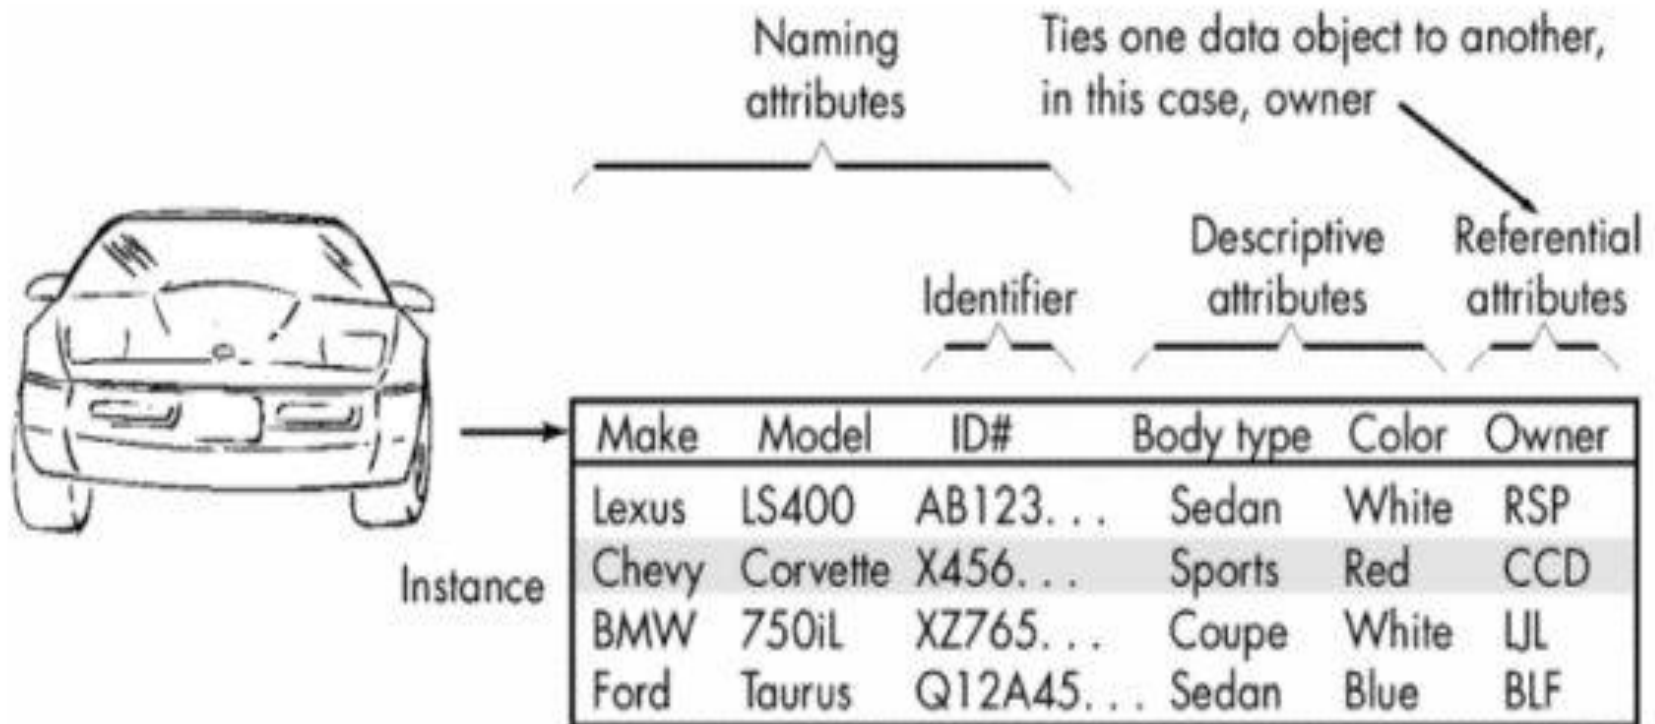 Naming
attributes
Ties one data object to another,
in this case, owner
Identifier
Descriptive
attributes
Referential
attributes
Make Model ID# Body type Color Owner
Lexus LS400 AB123. . . Sedan White RSP
Instance
Chevy Corvette X456. . . Sports Red CCD
BMW 750iL XZ765. . . Coupe White LJL
Ford Taurus Q12A45. . . Sedan Blue BLF